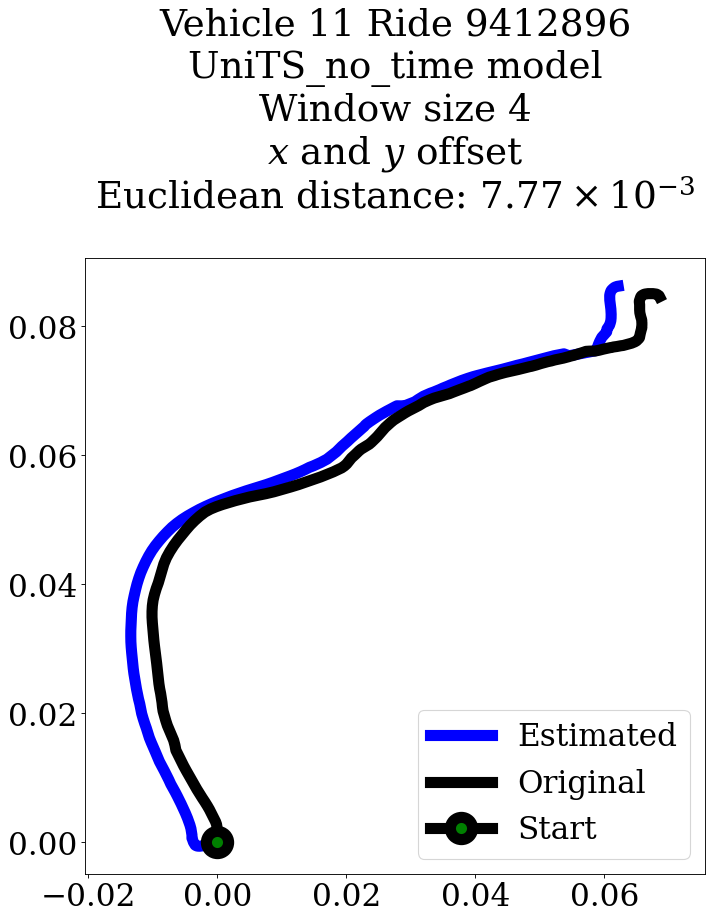 Vehicle 11 Ride 9412896
UniTS_no_time model
Window size 4
x and y offset
Euclidean distance: 7.77 × 10⁻³
0.08
0.06
0.04
0.02
0.00
−0.02 0.00 0.02 0.04 0.06
Estimated
Original
Start